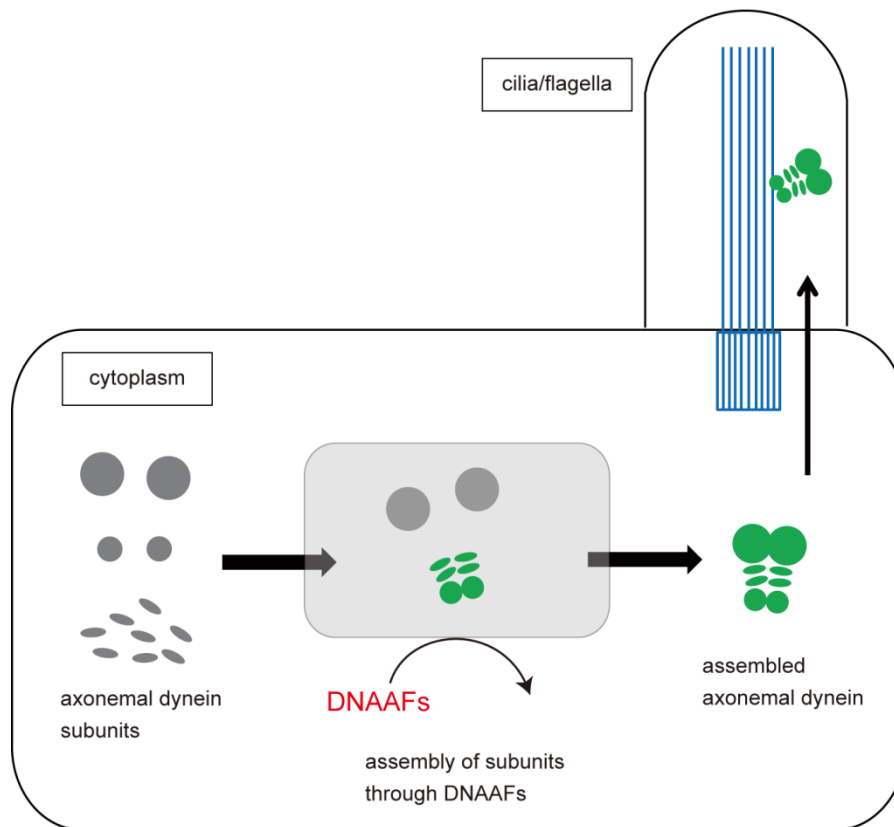 cilia/flagella
cytoplasm
axonemal dynein
subunits
DNAAFs
assembly of subunits
through DNAAFs
assembled
axonemal dynein